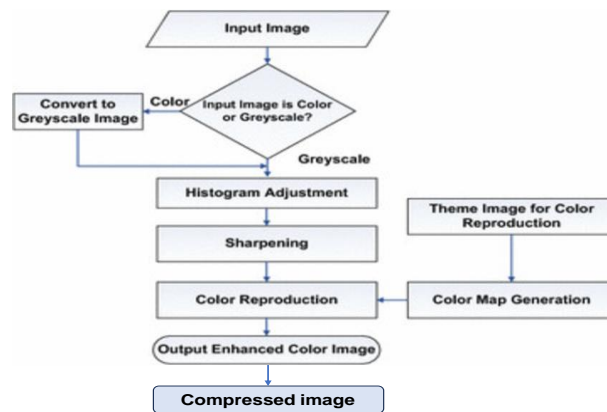 Input Image
Convert to
Greyscale Image
Color
Input Image is Color
or Greyscale?
Greyscale
Histogram Adjustment
Theme Image for Color
Reproduction
Sharpening
Color Reproduction
Color Map Generation
Output Enhanced Color Image
Compressed image